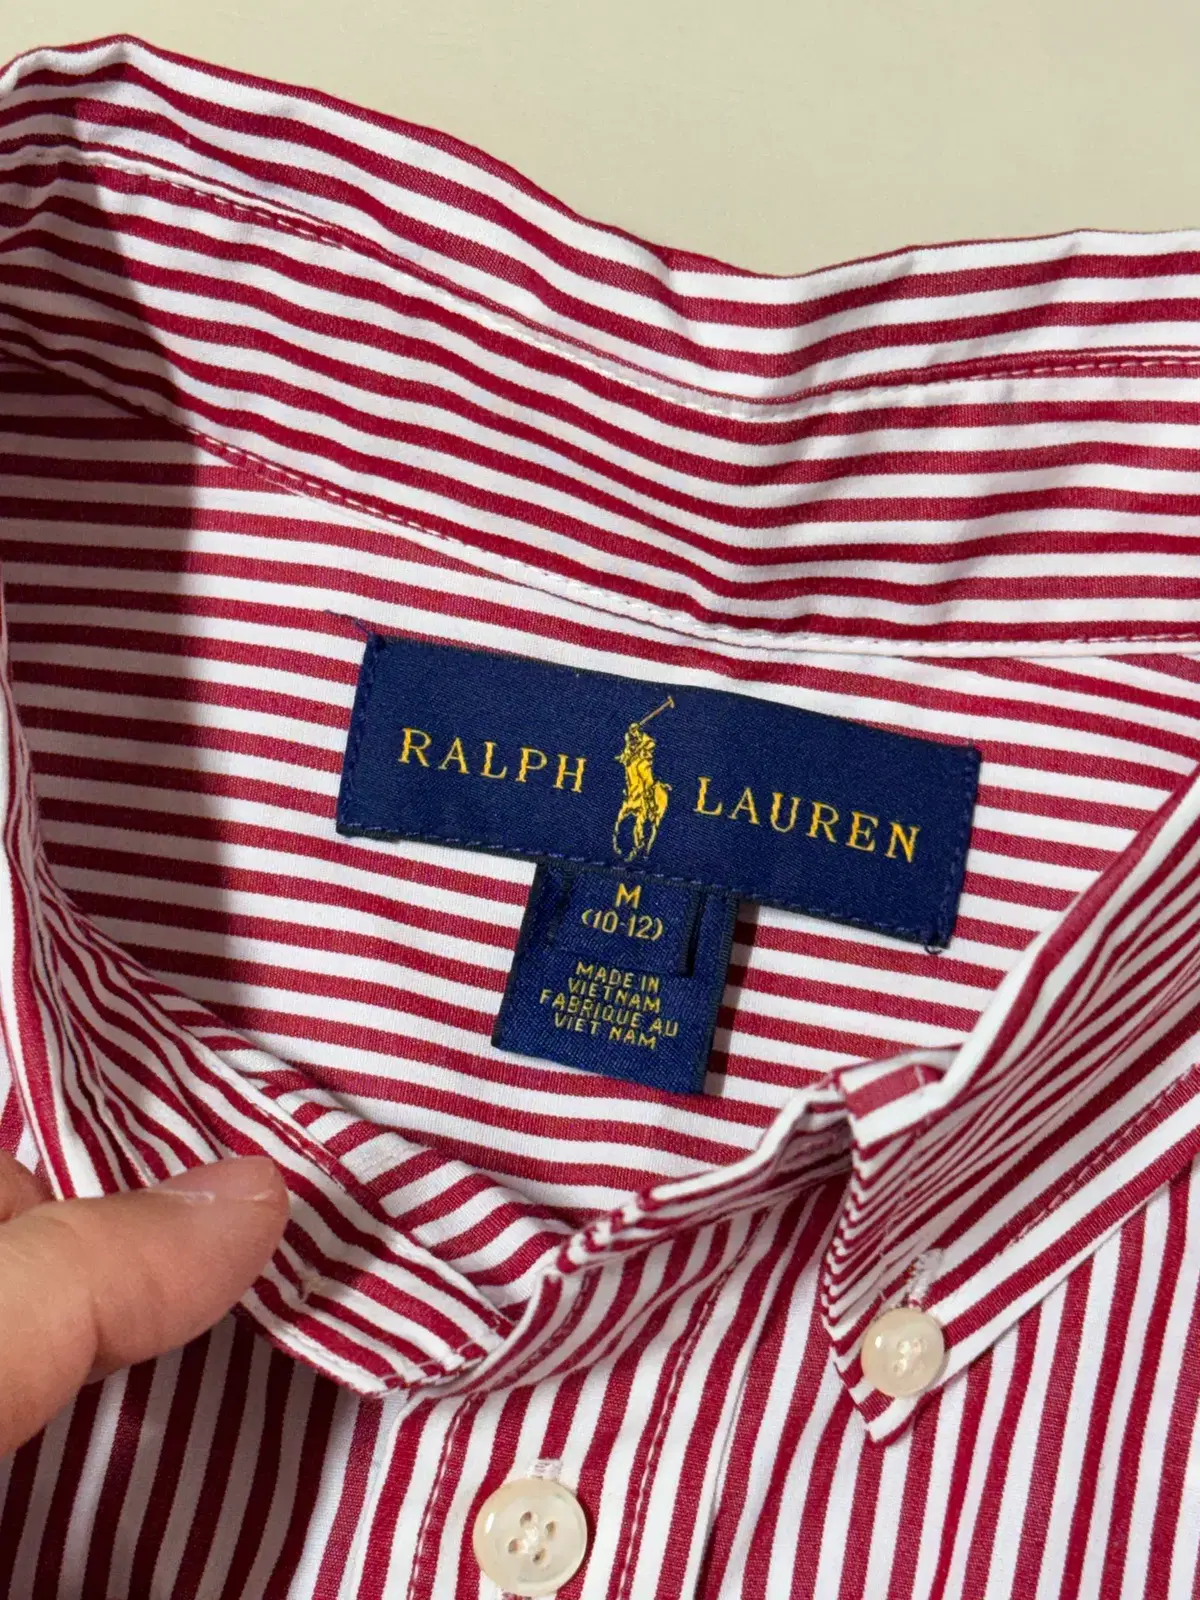 RALPH LAUREN
M
(10-12)
MADE IN
VIETNAM
FABRIQUE AU
VIET NAM